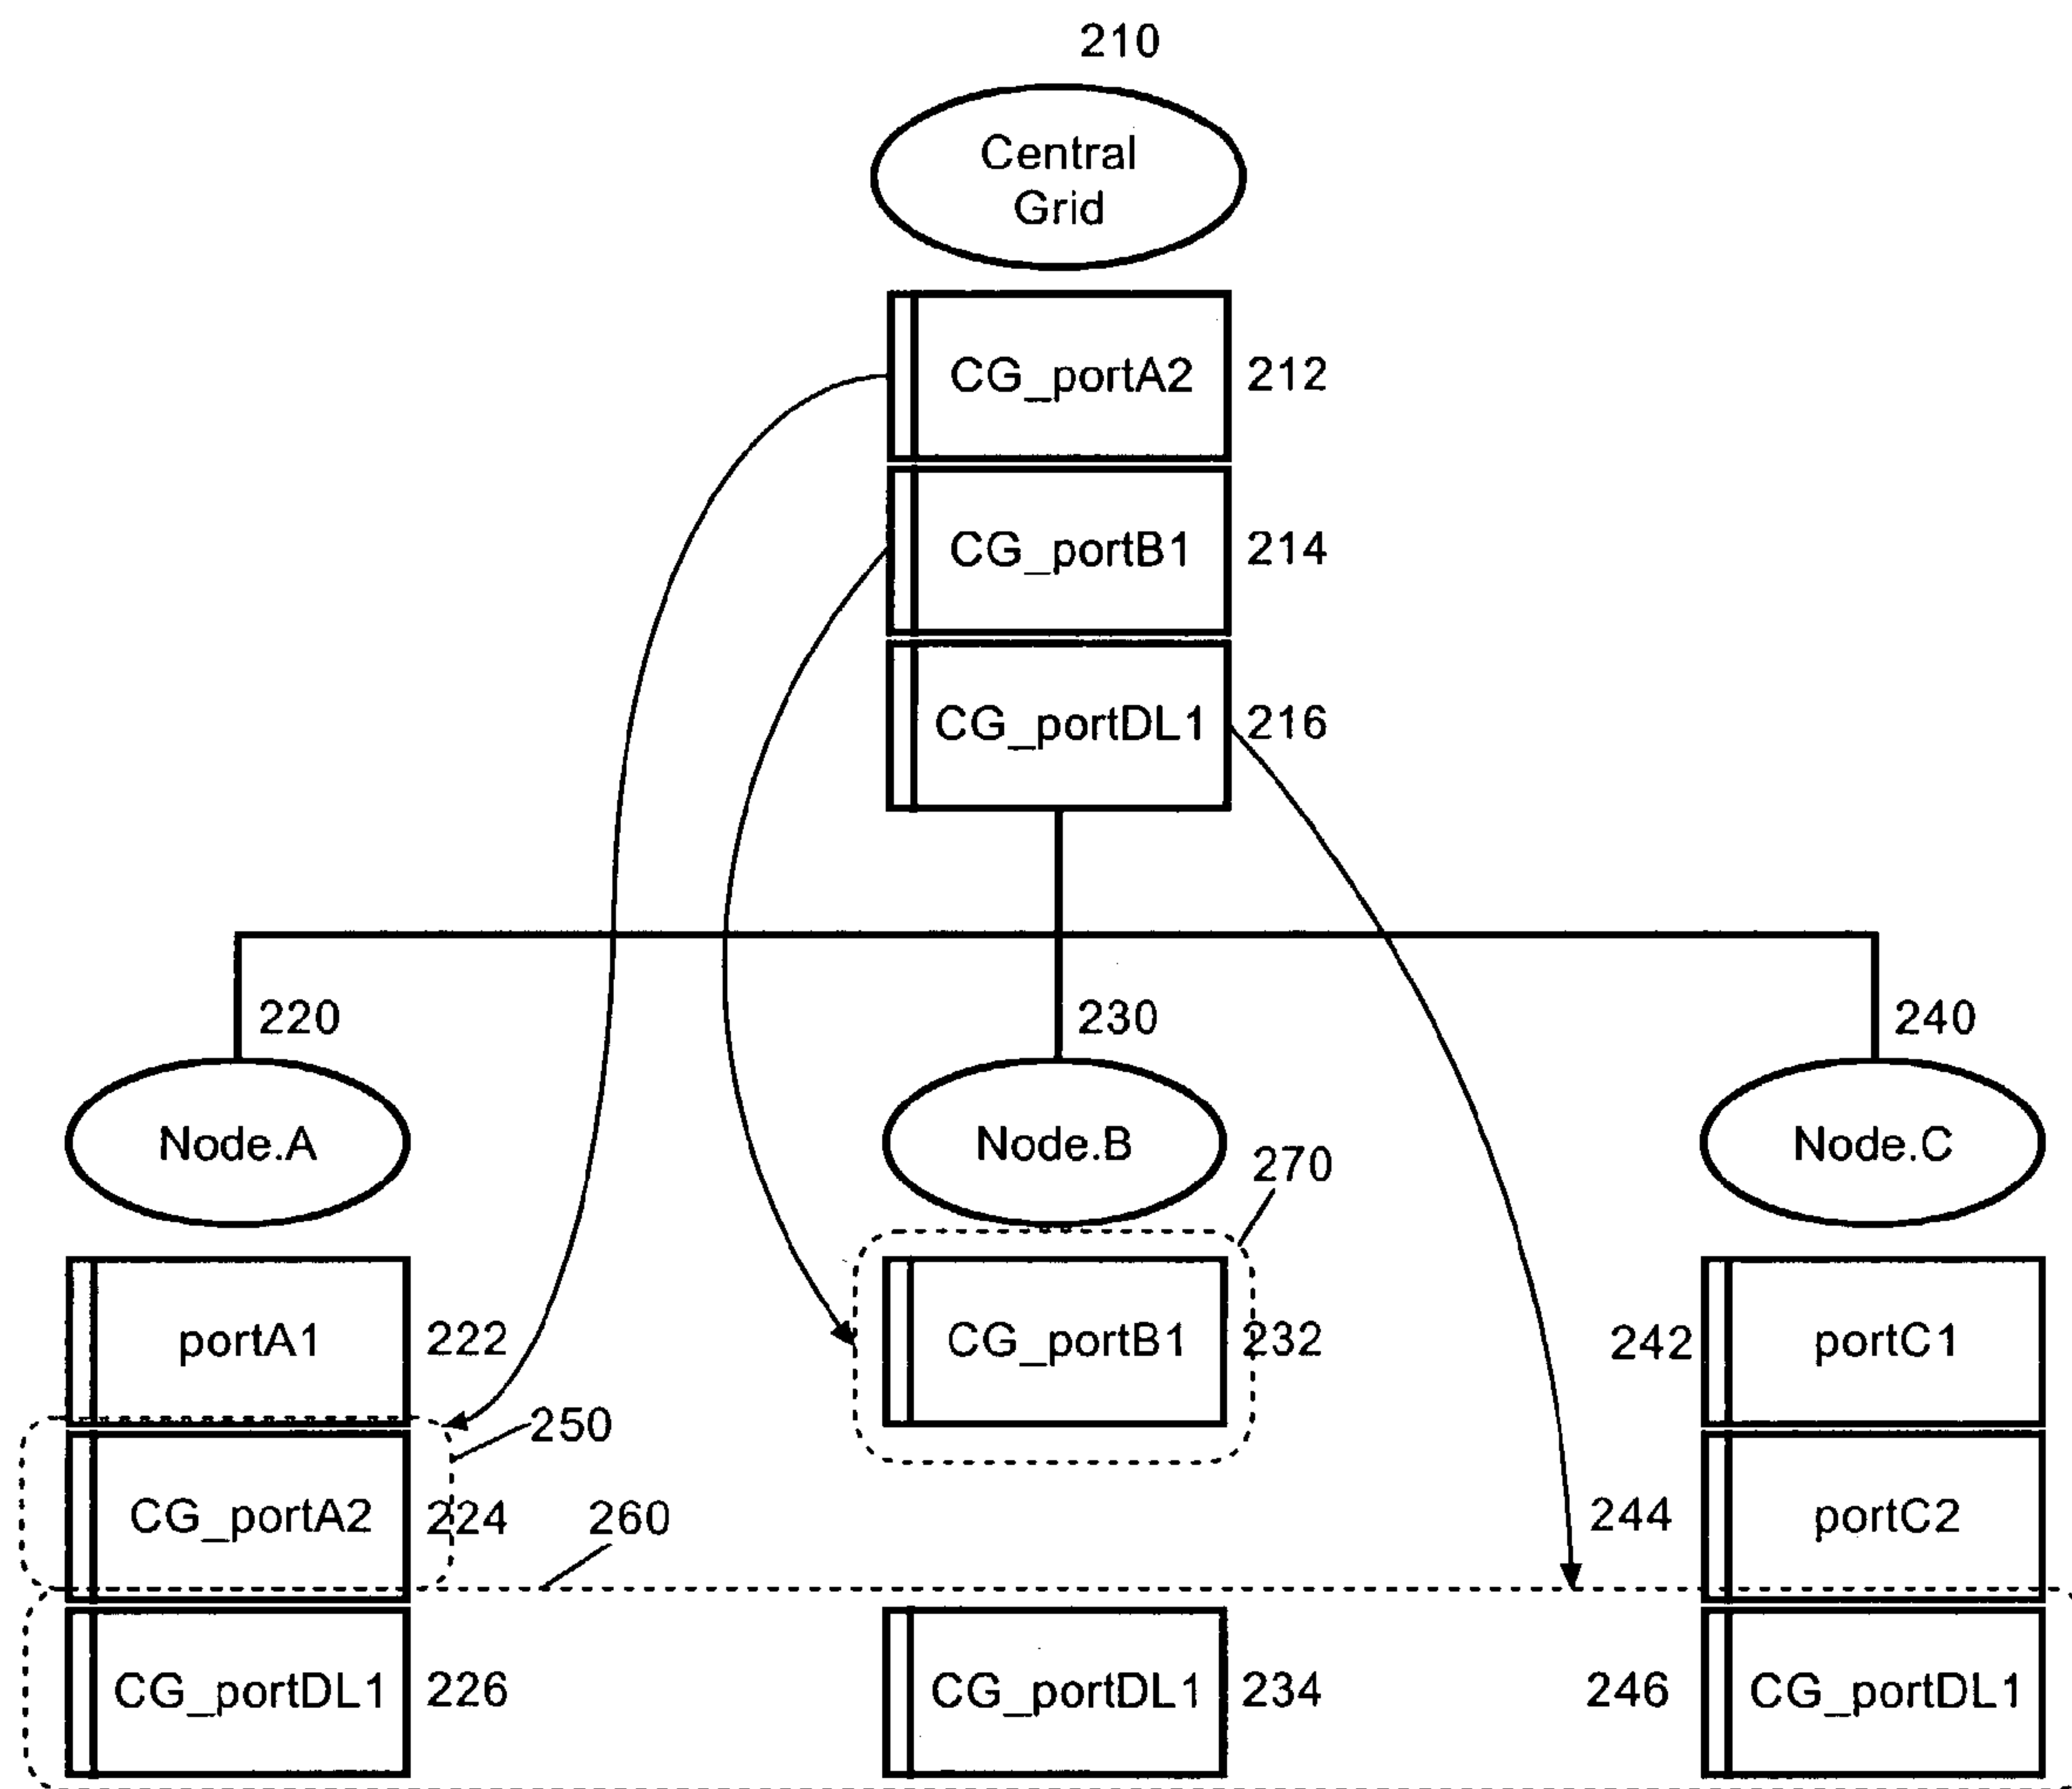 210
Central
Grid
CG_portA2 212
CG_portB1 214
CG_portDL1 216
220 230 240
Node.A Node.B Node.C
270
portA1 222 CG_portB1 232 242 portC1
250
CG_portA2 224 260 244 portC2
CG_portDL1 226 CG_portDL1 234 246 CG_portDL1